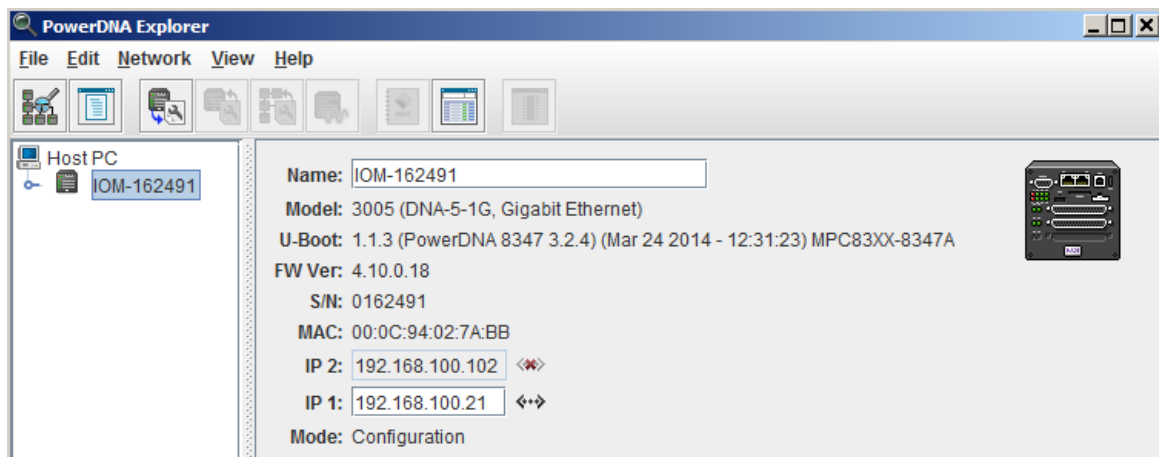 PowerDNA Explorer
File Edit Network View Help
Host PC
IOM-162491
Name: IOM-162491
Model: 3005 (DNA-5-1G, Gigabit Ethernet)
U-Boot: 1.1.3 (PowerDNA 8347 3.2.4) (Mar 24 2014 - 12:31:23) MPC83XX-8347A
FW Ver: 4.10.0.18
S/N: 0162491
MAC: 00:0C:94:02:7A:BB
IP 2: 192.168.100.102
IP 1: 192.168.100.21
Mode: Configuration